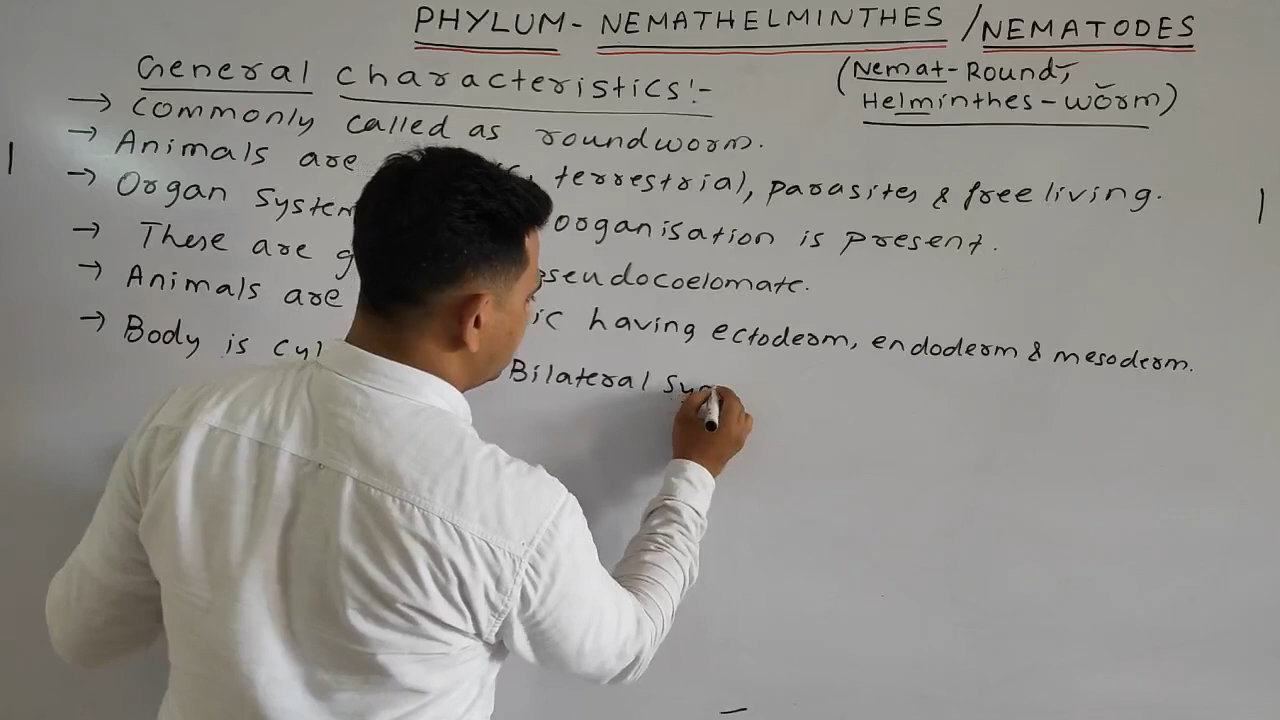 PHYLUM - NEMATHELMINTHES / NEMATODES
(Nemat - Round,
Helminthes - worm)
General characteristics :-
→ commonly called as roundworm.
→ Animals are terrestrial, parasites & free living.
→ Organ System organisation is present.
→ These are pseudocoelomate.
→ Animals are having ectoderm, endoderm & mesoderm.
→ Body is Bilateral